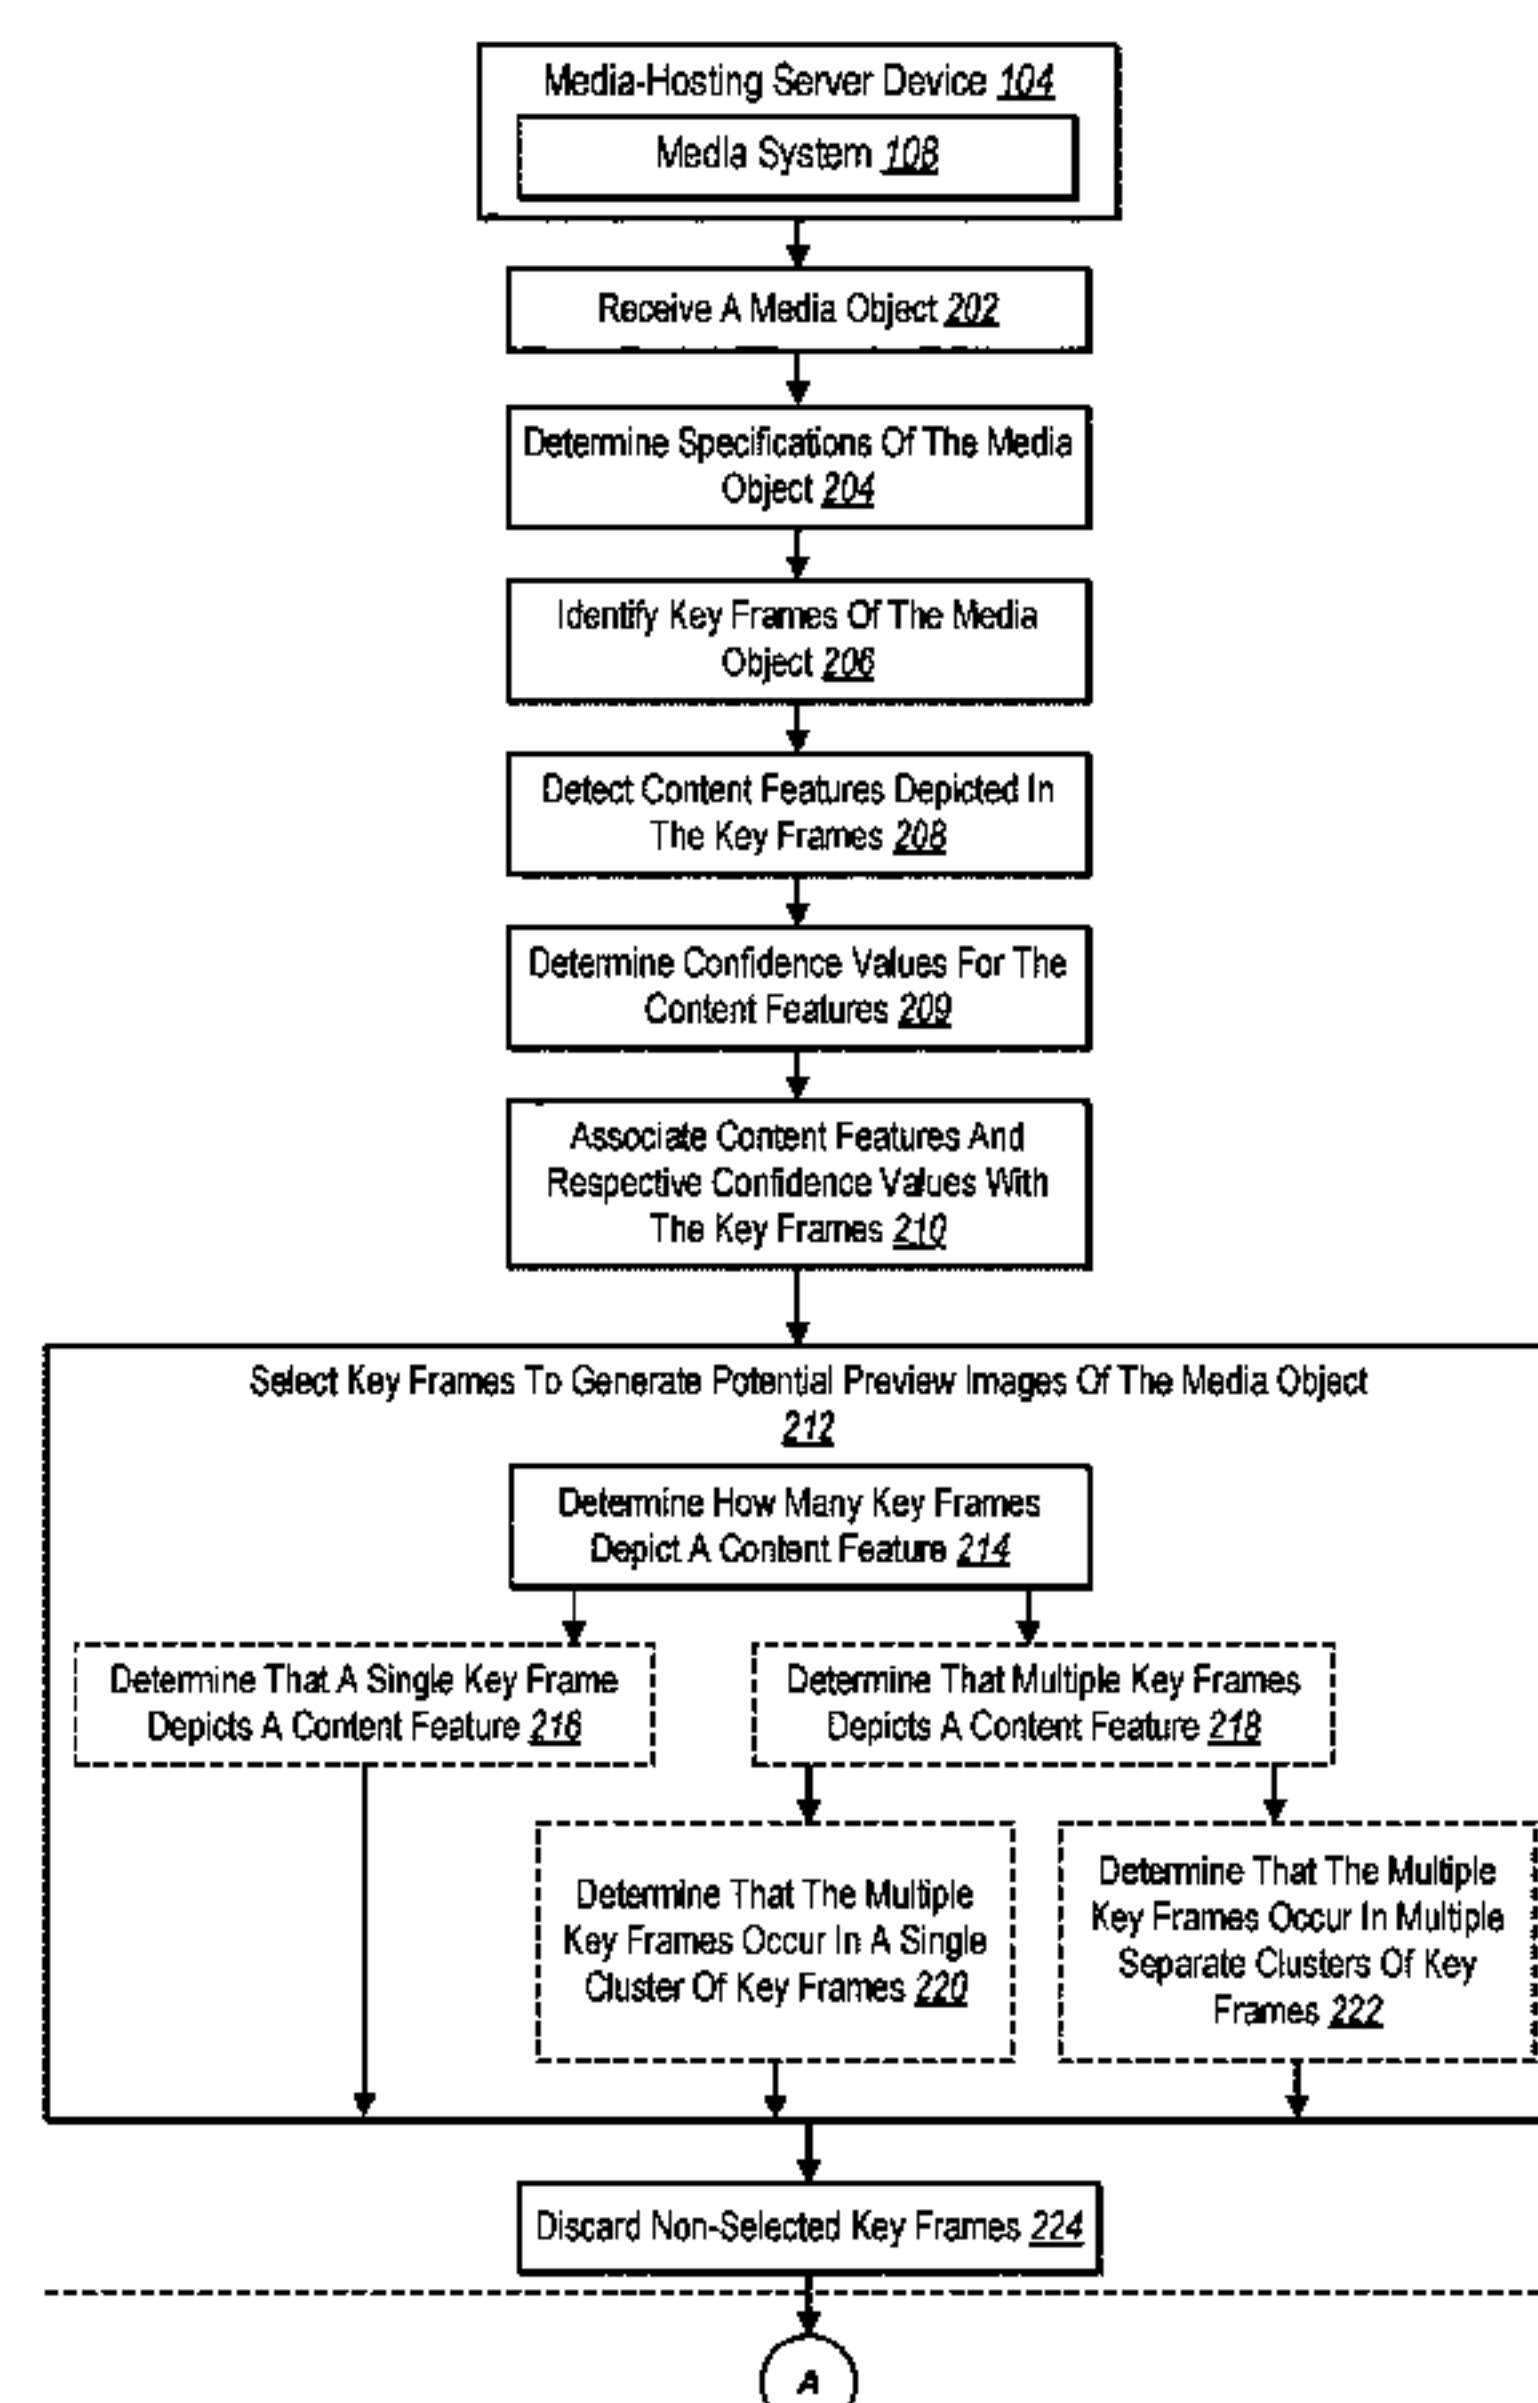 Media-Hosting Server Device 104
Media System 108
Receive A Media Object 202
Determine Specifications Of The Media
Object 204
Identify Key Frames Of The Media
Object 206
Detect Content Features Depicted In
The Key Frames 208
Determine Confidence Values For The
Content Features 209
Associate Content Features And
Respective Confidence Values With
The Key Frames 210
Select Key Frames To Generate Potential Preview Images Of The Media Object
212
Determine How Many Key Frames
Depict A Content Feature 214
Determine That A Single Key Frame
Depicts A Content Feature 216
Determine That Multiple Key Frames
Depicts A Content Feature 218
Determine That The Multiple
Key Frames Occur In A Single
Cluster Of Key Frames 220
Determine That The Multiple
Key Frames Occur In Multiple
Separate Clusters Of Key
Frames 222
Discard Non-Selected Key Frames 224
A